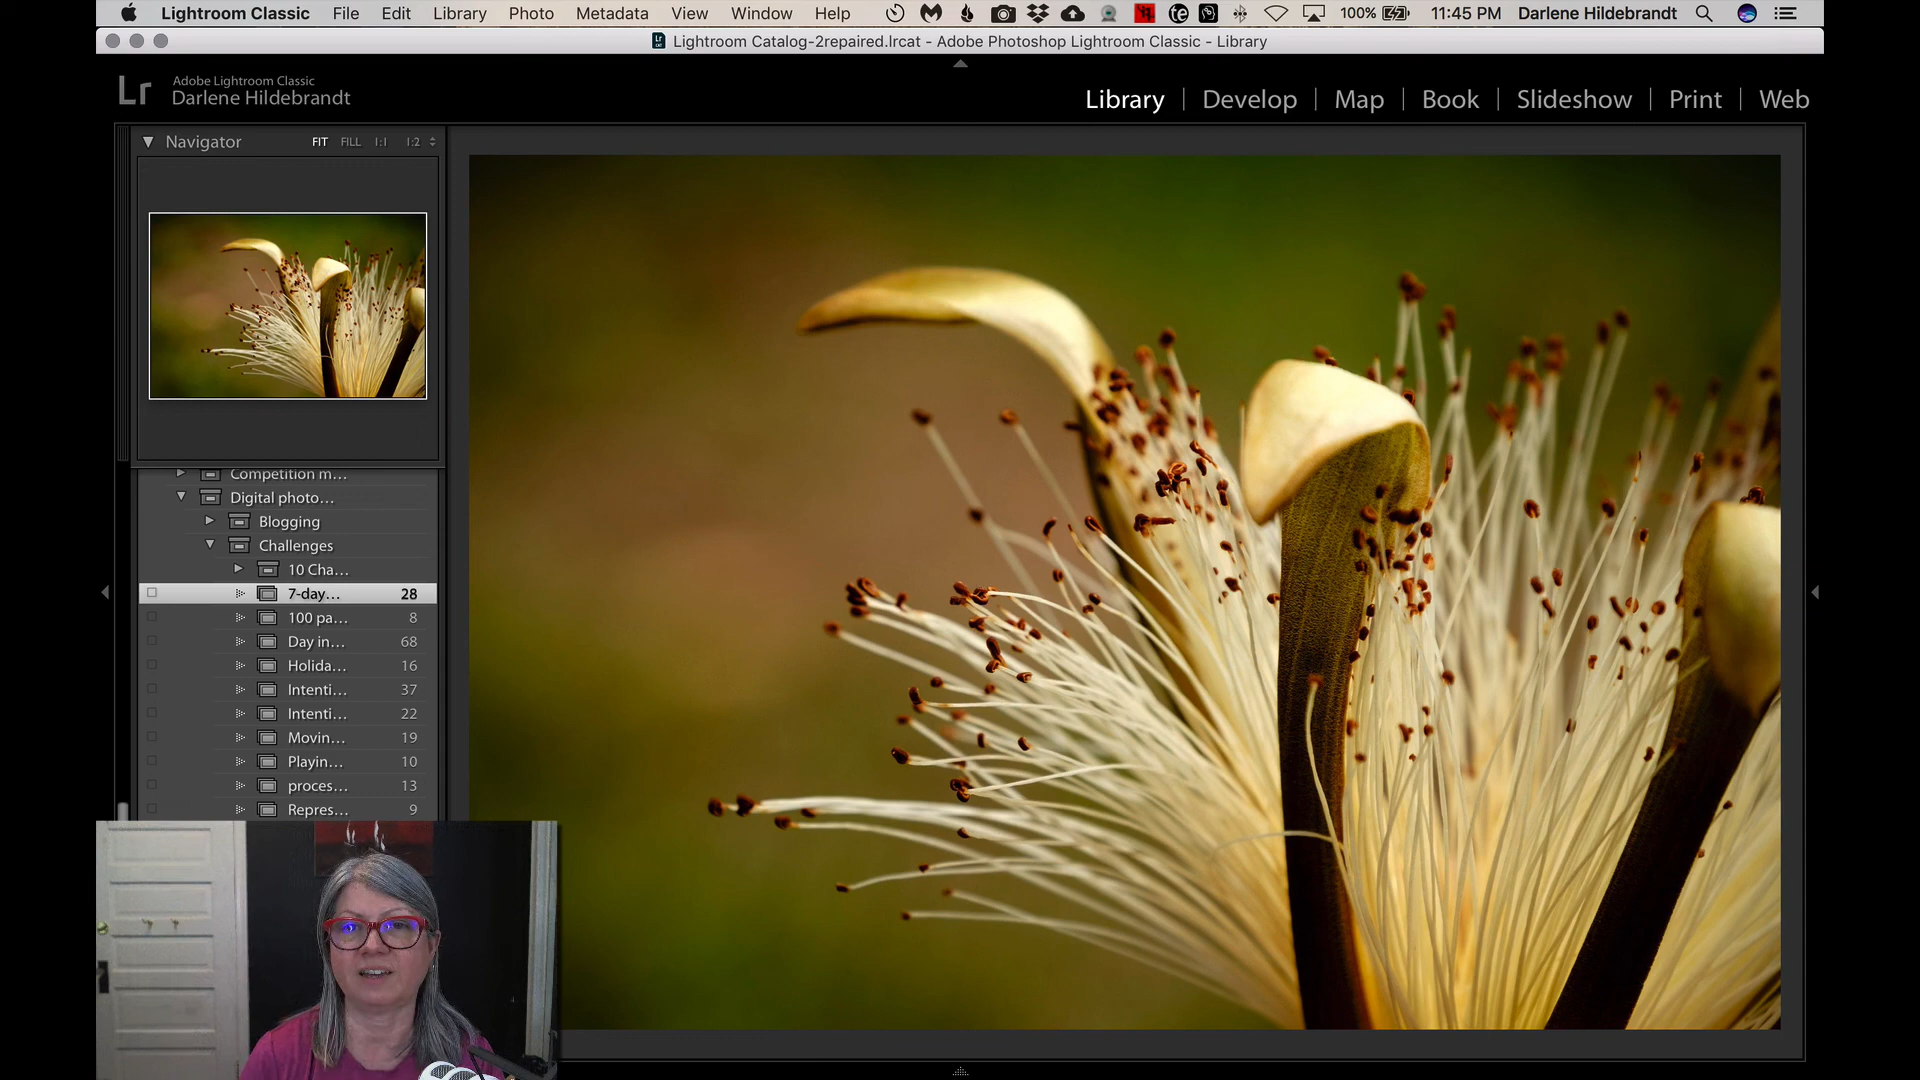 Lightroom Classic File Edit Library Photo Metadata View Window Help te 100% 11:45 PM Darlene Hildebrandt
Lightroom Catalog-2repaired.lrcat - Adobe Photoshop Lightroom Classic - Library
Lr Adobe Lightroom Classic
Darlene Hildebrandt
Library | Develop | Map | Book | Slideshow | Print | Web
Navigator FIT FILL 1:1 1:2
Competition m...
Digital photo...
Blogging
Challenges
10 Cha...
7-day... 28
100 pa... 8
Day in... 68
Holida... 16
Intenti... 37
Intenti... 22
Movin... 19
Playin... 10
proces... 13
Repres... 9